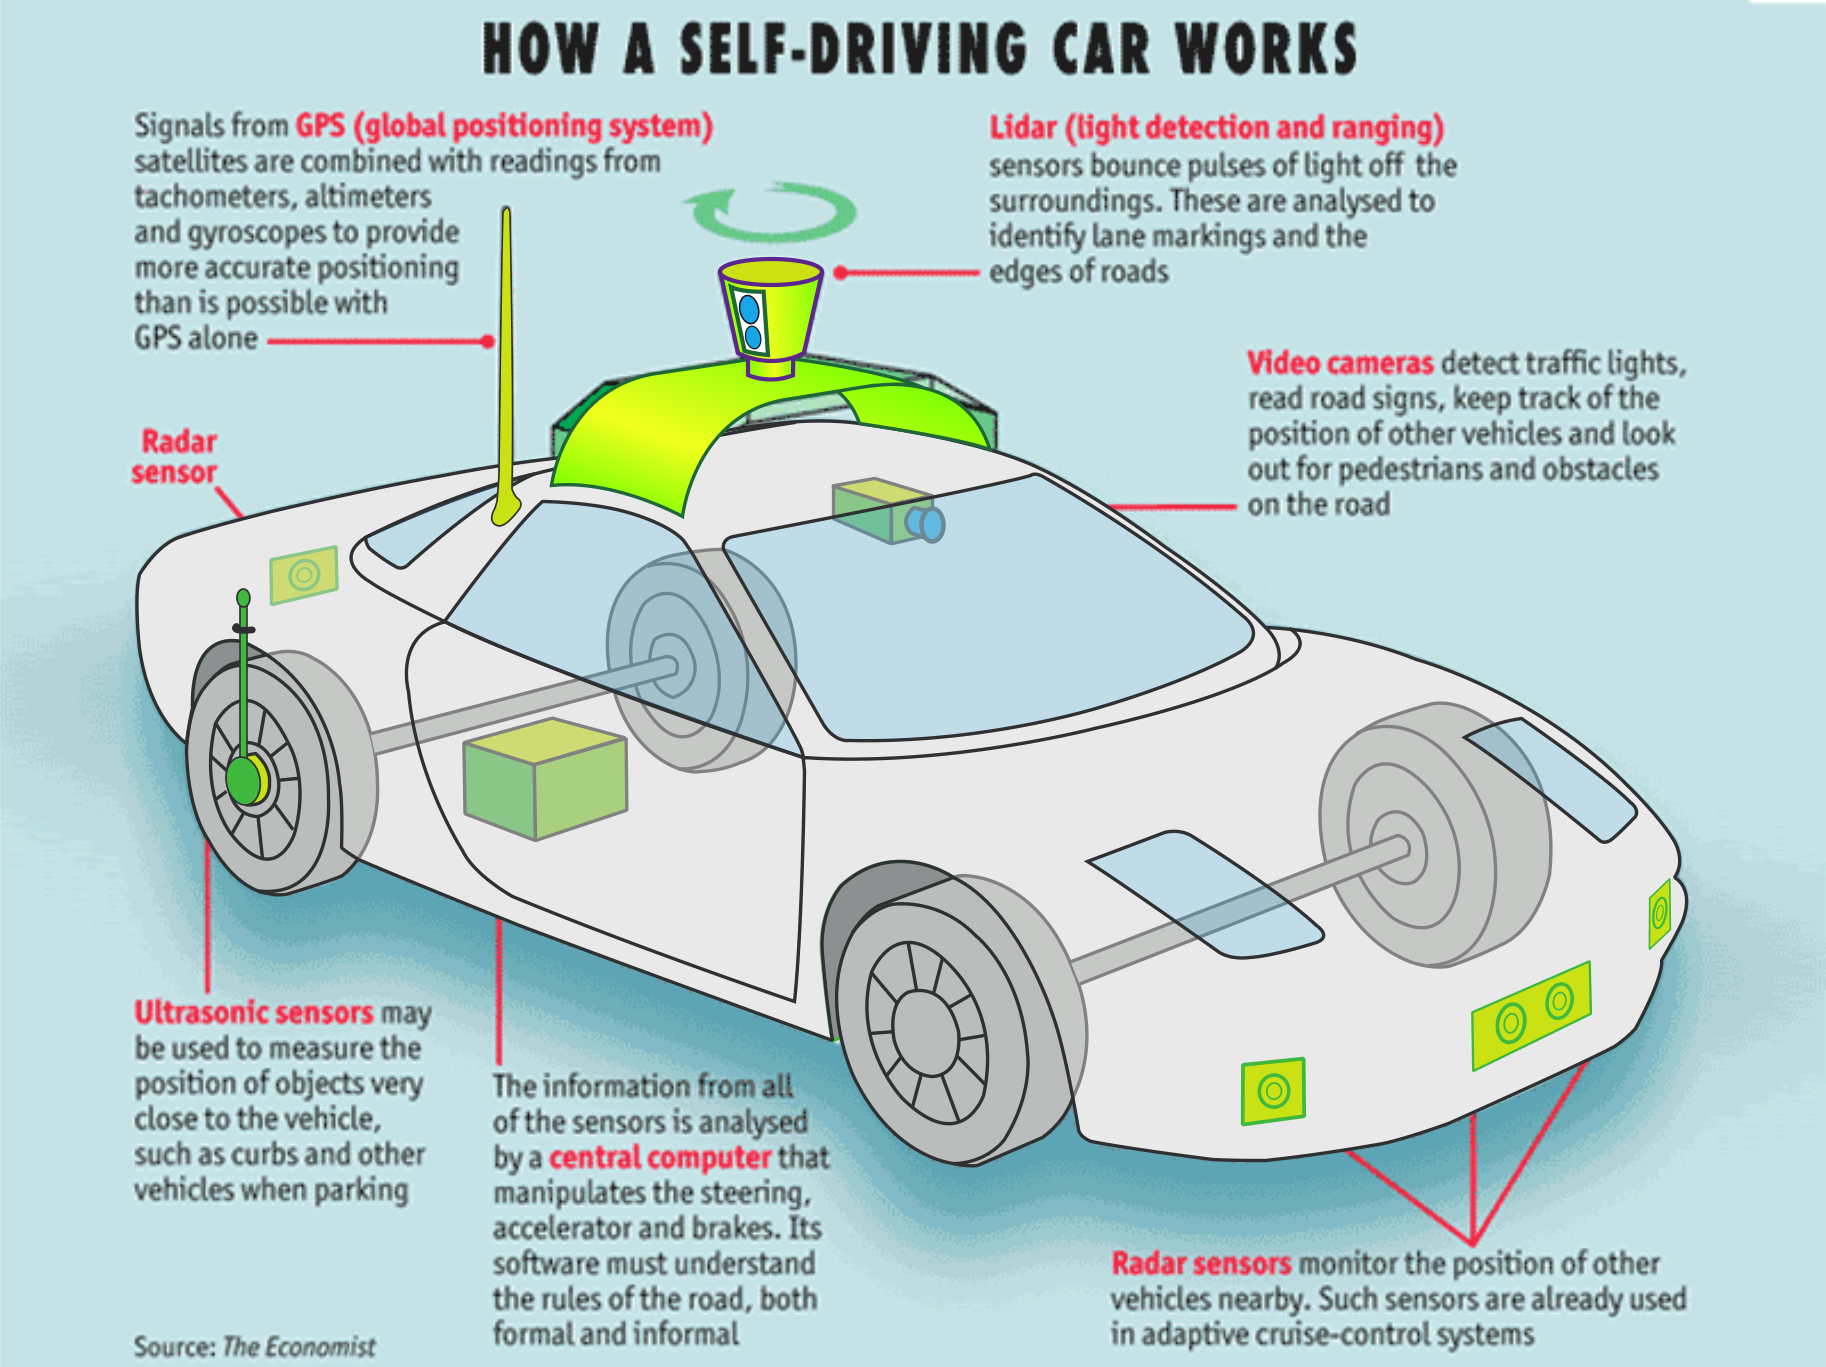 HOW A SELF-DRIVING CAR WORKS
Signals from GPS (global positioning system)
satellites are combined with readings from
tachometers, altimeters
and gyroscopes to provide
more accurate positioning
than is possible with
GPS alone
Lidar (light detection and ranging)
sensors bounce pulses of light off the
surroundings. These are analysed to
identify lane markings and the
edges of roads
Video cameras detect traffic lights,
read road signs, keep track of the
position of other vehicles and look
out for pedestrians and obstacles
on the road
Radar
sensor
Ultrasonic sensors may
be used to measure the
position of objects very
close to the vehicle,
such as curbs and other
vehicles when parking
The information from all
of the sensors is analysed
by a central computer that
manipulates the steering,
accelerator and brakes. Its
software must understand
the rules of the road, both
formal and informal
Radar sensors monitor the position of other
vehicles nearby. Such sensors are already used
in adaptive cruise-control systems
Source: The Economist